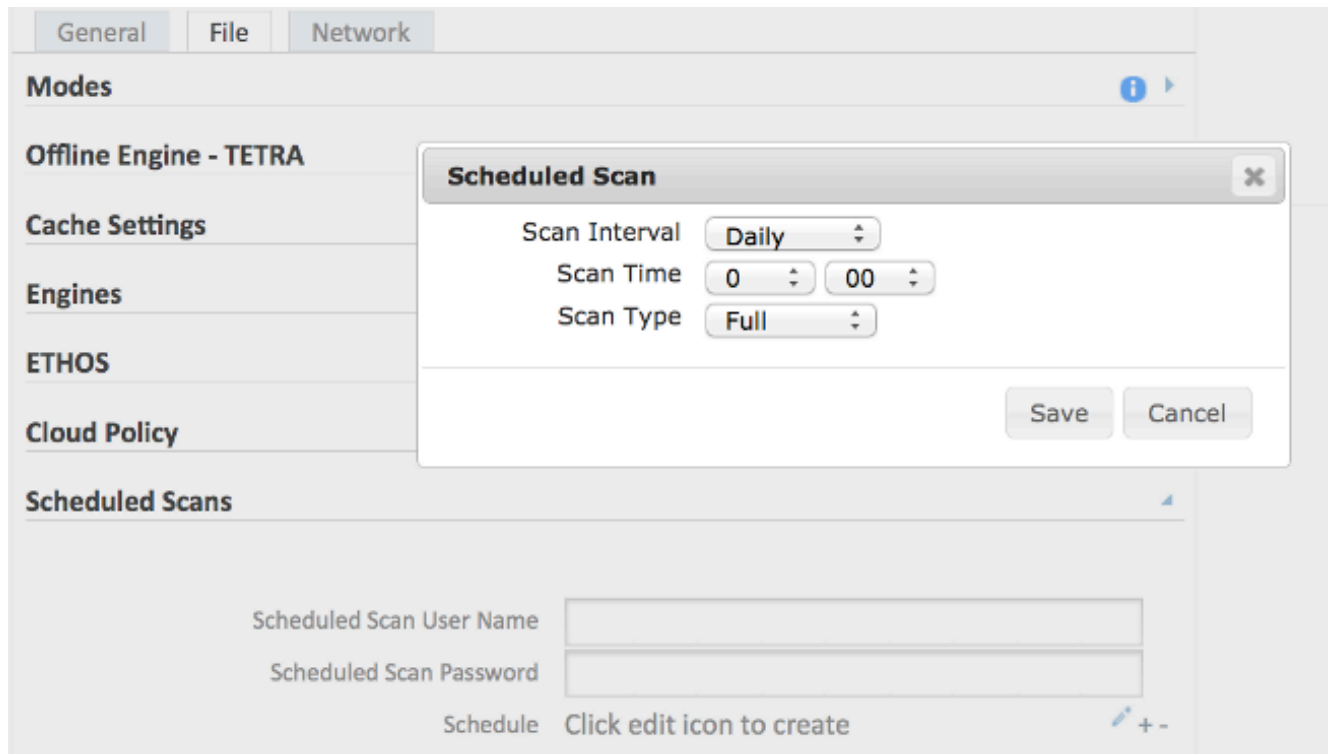 General File Network
Modes
Offline Engine - TETRA
Cache Settings
Engines
ETHOS
Cloud Policy
Scheduled Scans
Scheduled Scan
Scan Interval Daily
Scan Time 0 00
Scan Type Full
Save Cancel
Scheduled Scan User Name
Scheduled Scan Password
Schedule Click edit icon to create + -